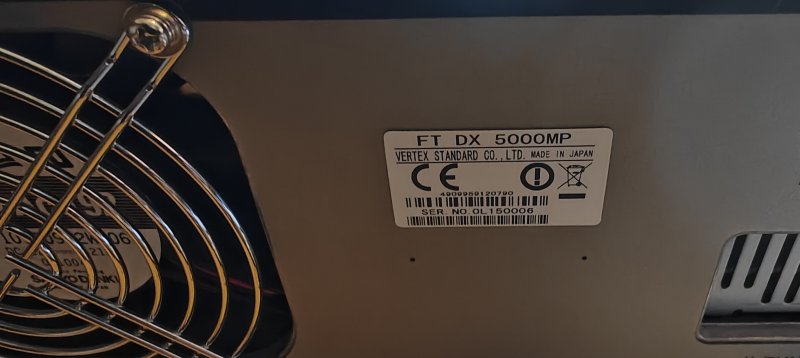 FT DX 5000MP
VERTEX STANDARD CO., LTD. MADE IN JAPAN
CE
4909959120790
SER. NO. 0L150006